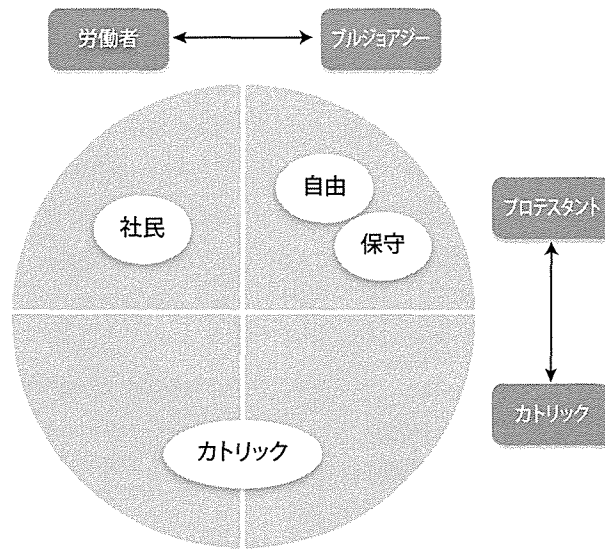 労働者
ブルジョアジー
自由
社民
保守
プロテスタント
カトリック
カトリック